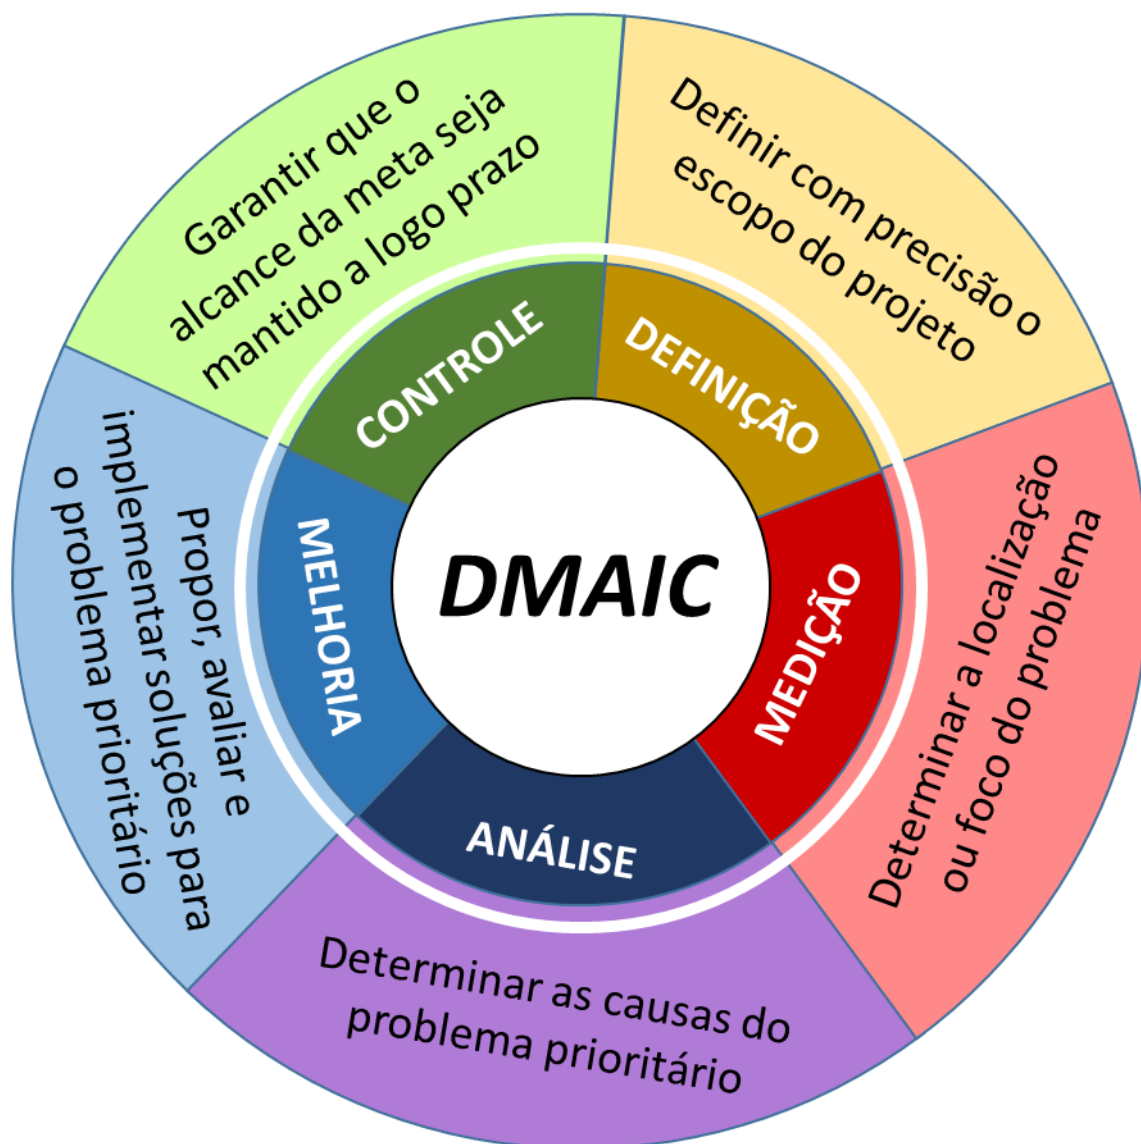 DMAIC
DEFINIÇÃO
Definir com precisão o
escopo do projeto
MEDIÇÃO
Determinar a localização
ou foco do problema
ANÁLISE
Determinar as causas do
problema prioritário
MELHORIA
Propor, avaliar e
implementar soluções para
o problema prioritário
CONTROLE
Garantir que o
alcance da meta seja
mantido a logo prazo